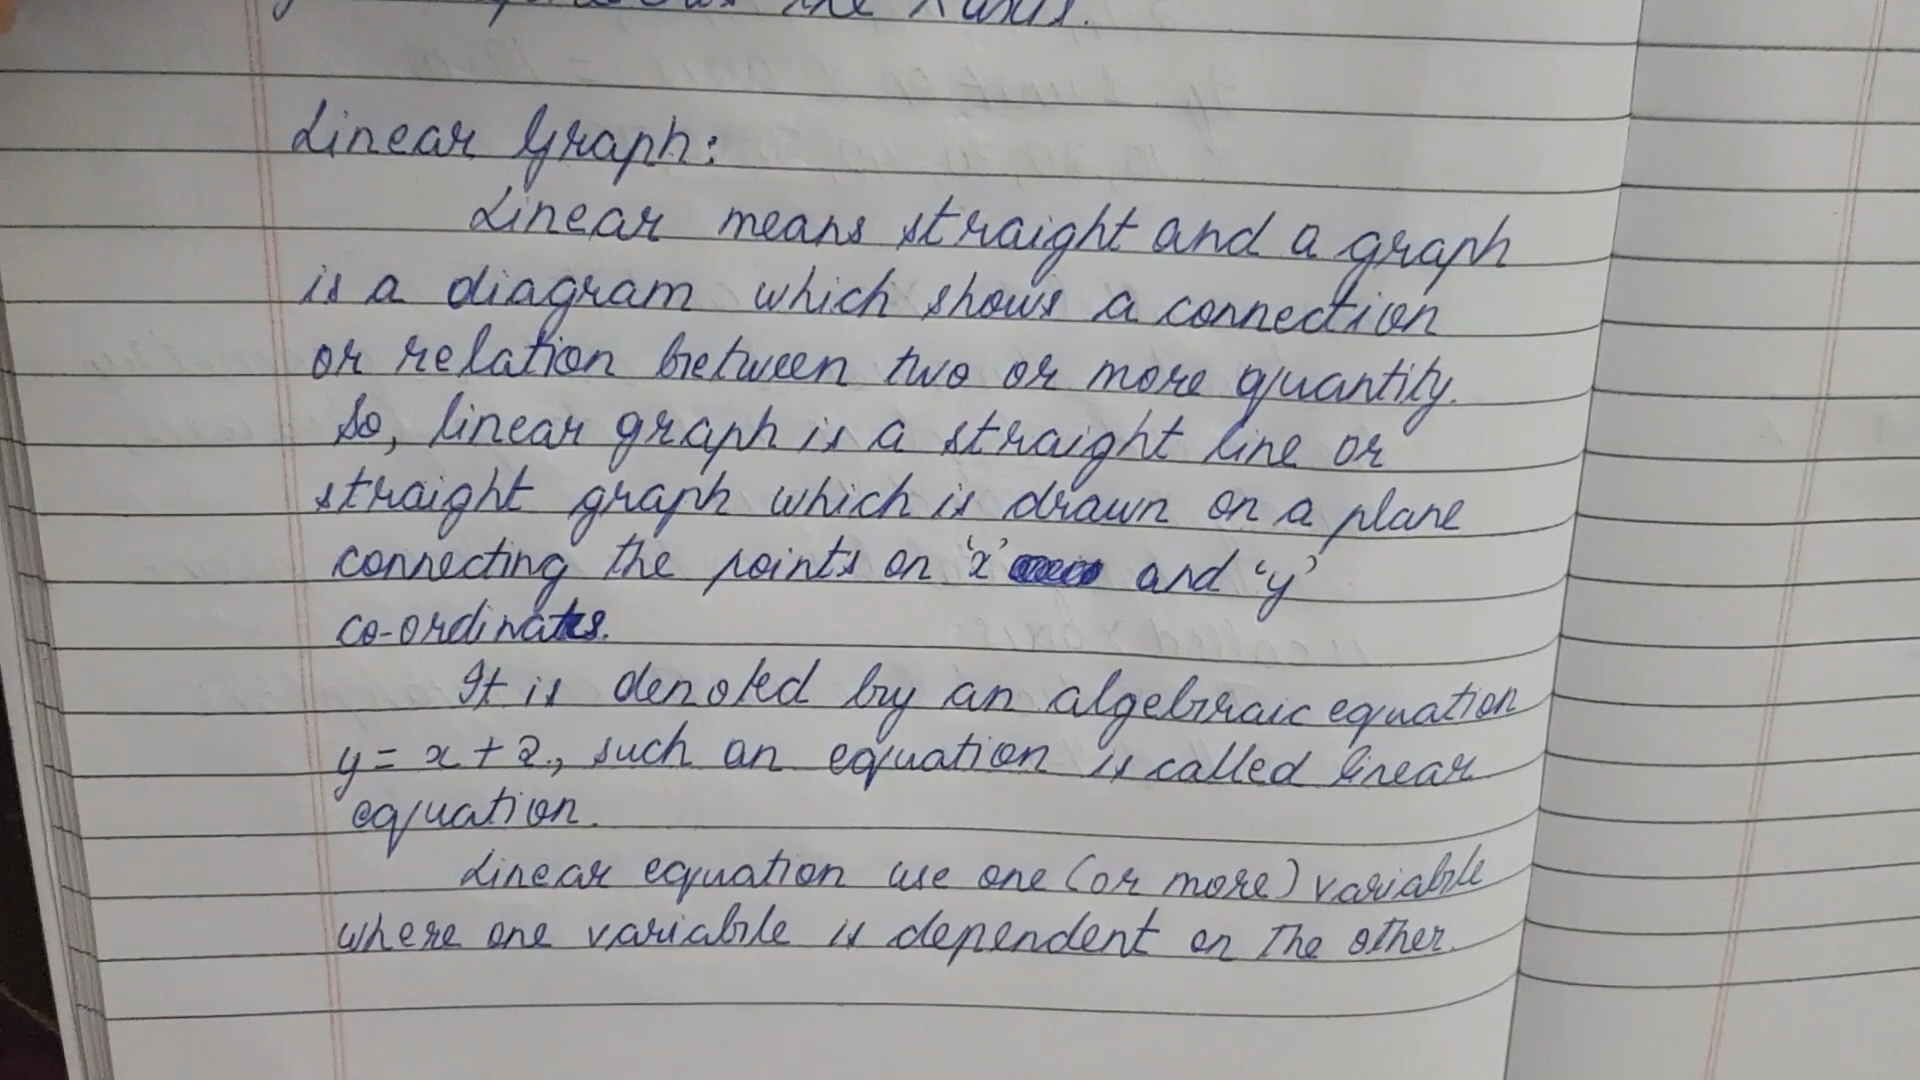 the X axis.
Linear Graph:
Linear means straight and a graph
is a diagram which shows a connection
or relation between two or more quantity.
So, linear graph is a straight line or
straight graph which is drawn on a plane
connecting the points on 'x' and 'y'
co-ordinates.
It is denoted by an algebraic equation
y = x + 2, such an equation is called linear
equation.
Linear equation use one (or more) variable
where one variable is dependent on the other.